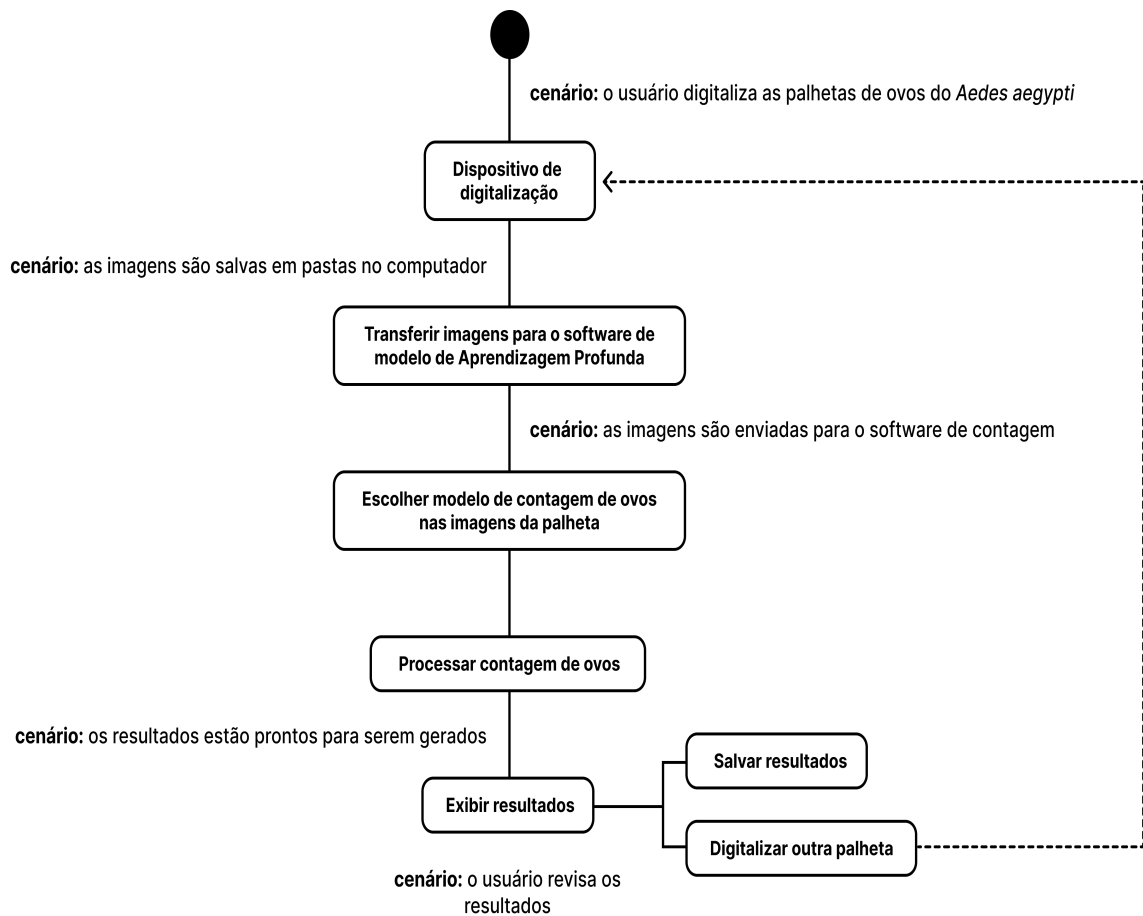 cenário: o usuário digitaliza as palhetas de ovos do Aedes aegypti
Dispositivo de
digitalização
cenário: as imagens são salvas em pastas no computador
Transferir imagens para o software de
modelo de Aprendizagem Profunda
cenário: as imagens são enviadas para o software de contagem
Escolher modelo de contagem de ovos
nas imagens da palheta
Processar contagem de ovos
cenário: os resultados estão prontos para serem gerados
Salvar resultados
Exibir resultados
Digitalizar outra palheta
cenário: o usuário revisa os
resultados